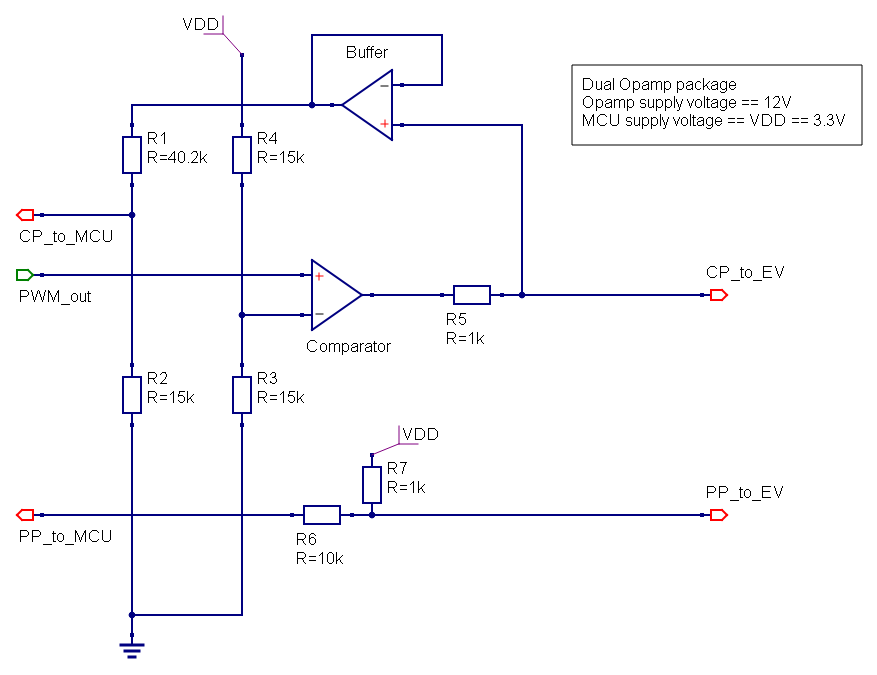 VDD
Buffer
Dual Opamp package
Opamp supply voltage == 12V
MCU supply voltage == VDD == 3.3V
R1
R=40.2k
R4
R=15k
CP_to_MCU
PWM_out
CP_to_EV
R5
R=1k
Comparator
R2
R=15k
R3
R=15k
VDD
R7
R=1k
PP_to_EV
PP_to_MCU
R6
R=10k